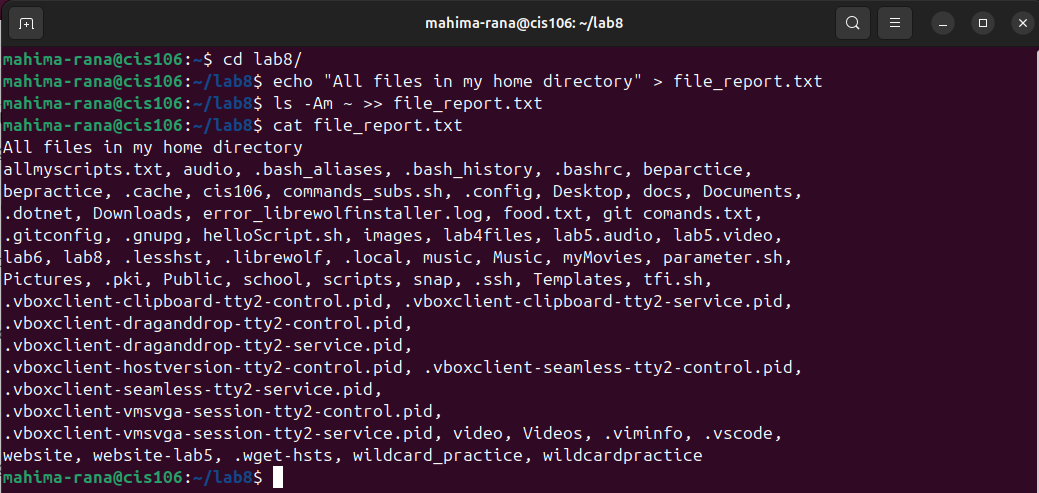 mahima-rana@cis106: ~/lab8
mahima-rana@cis106:~$ cd lab8/
mahima-rana@cis106:~/lab8$ echo "All files in my home directory" > file_report.txt
mahima-rana@cis106:~/lab8$ ls -Am ~ >> file_report.txt
mahima-rana@cis106:~/lab8$ cat file_report.txt
All files in my home directory
allmyscripts.txt, audio, .bash_aliases, .bash_history, .bashrc, beparctice,
bepractice, .cache, cis106, commands_subs.sh, .config, Desktop, docs, Documents,
.dotnet, Downloads, error_librewolfinstaller.log, food.txt, git comands.txt,
.gitconfig, .gnupg, helloScript.sh, images, lab4files, lab5.audio, lab5.video,
lab6, lab8, .lesshst, .librewolf, .local, music, Music, myMovies, parameter.sh,
Pictures, .pki, Public, school, scripts, snap, .ssh, Templates, tfi.sh,
.vboxclient-clipboard-tty2-control.pid, .vboxclient-clipboard-tty2-service.pid,
.vboxclient-draganddrop-tty2-control.pid,
.vboxclient-draganddrop-tty2-service.pid,
.vboxclient-hostversion-tty2-control.pid, .vboxclient-seamless-tty2-control.pid,
.vboxclient-seamless-tty2-service.pid,
.vboxclient-vmsvga-session-tty2-control.pid,
.vboxclient-vmsvga-session-tty2-service.pid, video, Videos, .viminfo, .vscode,
website, website-lab5, .wget-hsts, wildcard_practice, wildcardpractice
mahima-rana@cis106:~/lab8$